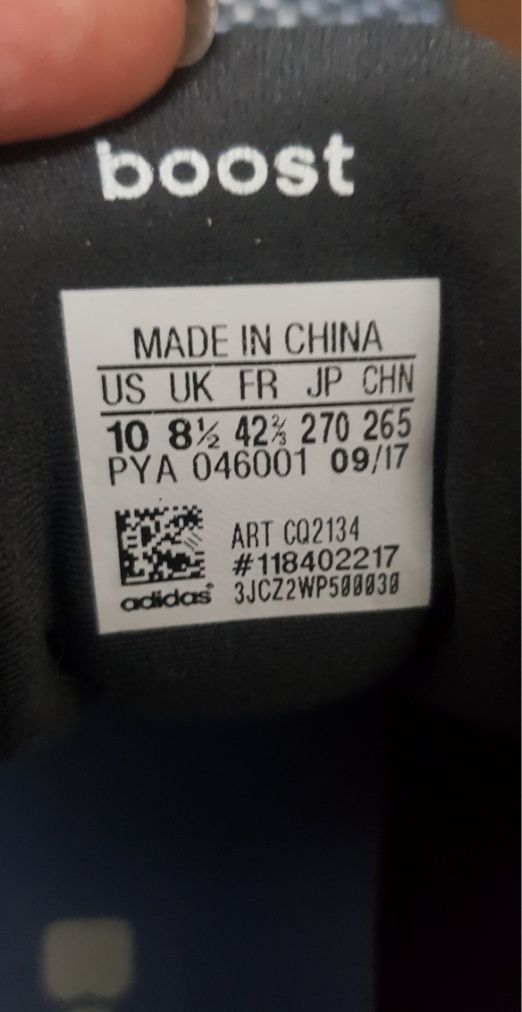 boost
MADE IN CHINA
US UK FR JP CHN
10 8½ 42⅔ 270 265
PYA 046001 09/17
ART CQ2134
#118402217
adidas 3JCZ2WP500030